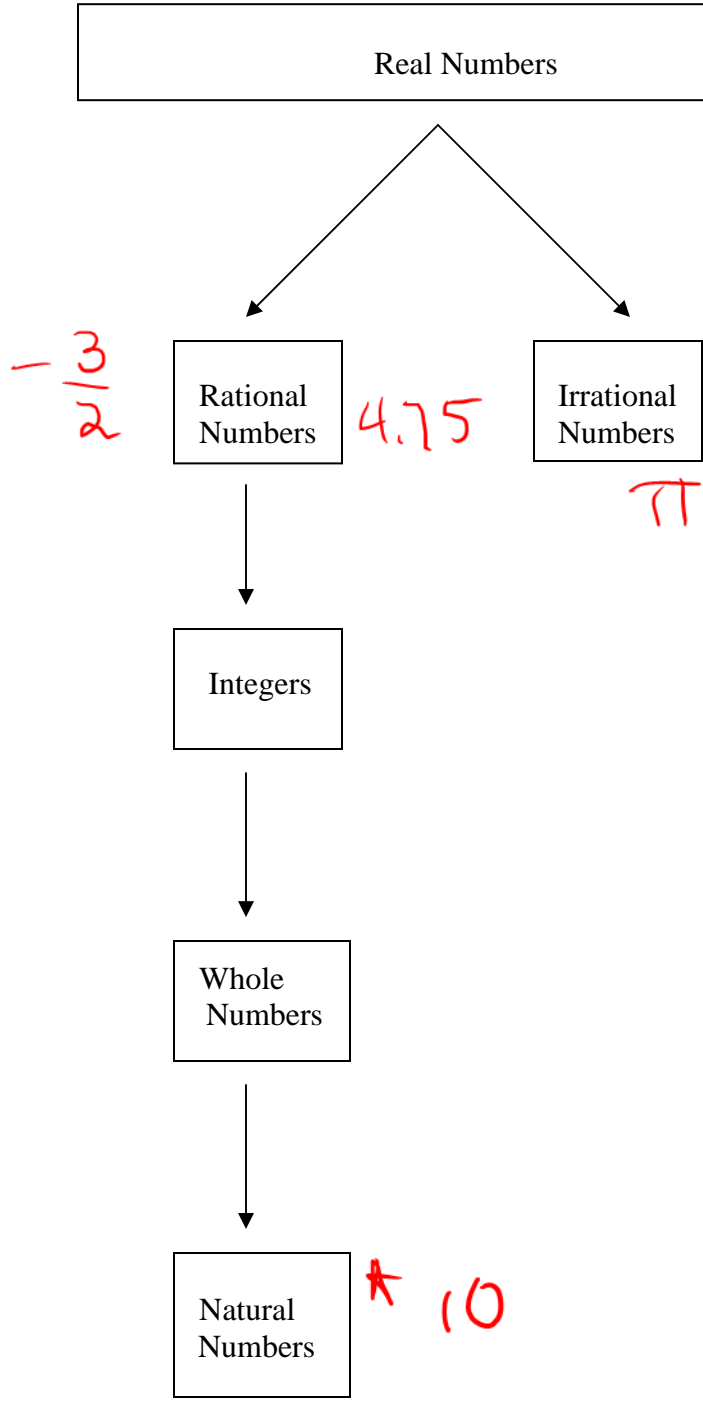 Real Numbers
- 3/2
Rational
Numbers
4.75
Irrational
Numbers
π
Integers
Whole
Numbers
Natural
Numbers
* 10